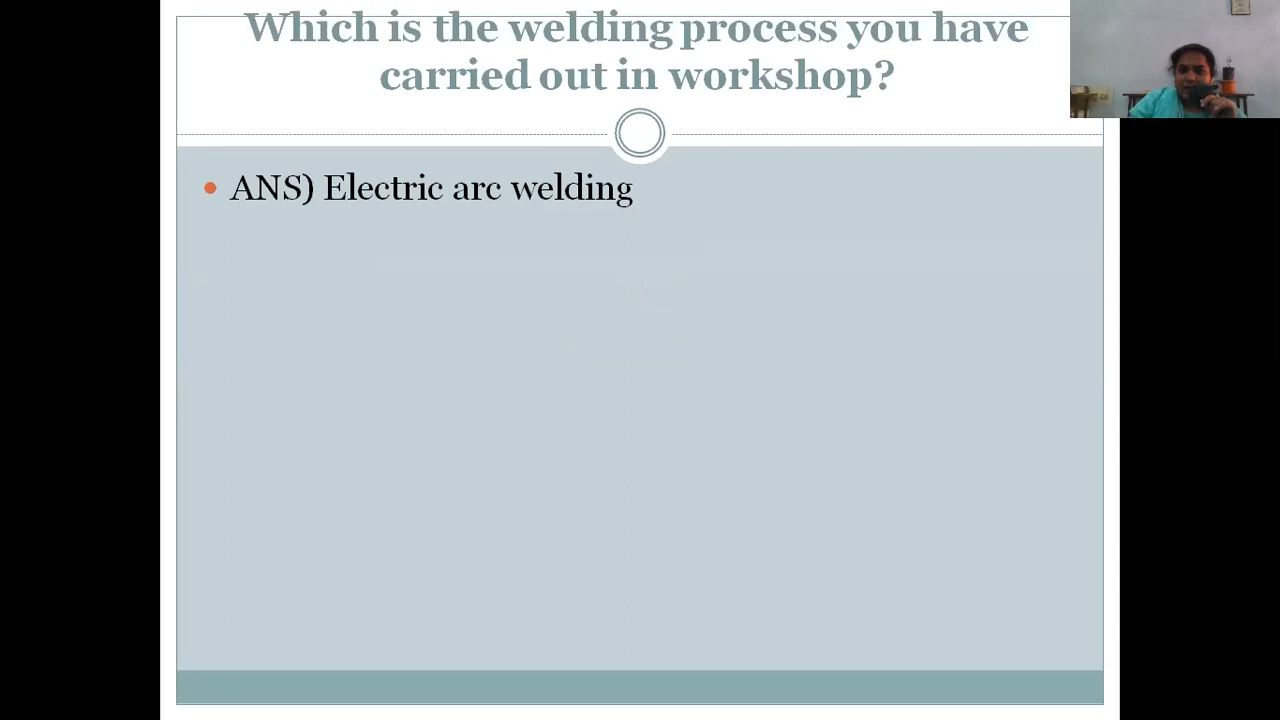 Which is the welding process you have
carried out in workshop?
ANS) Electric arc welding